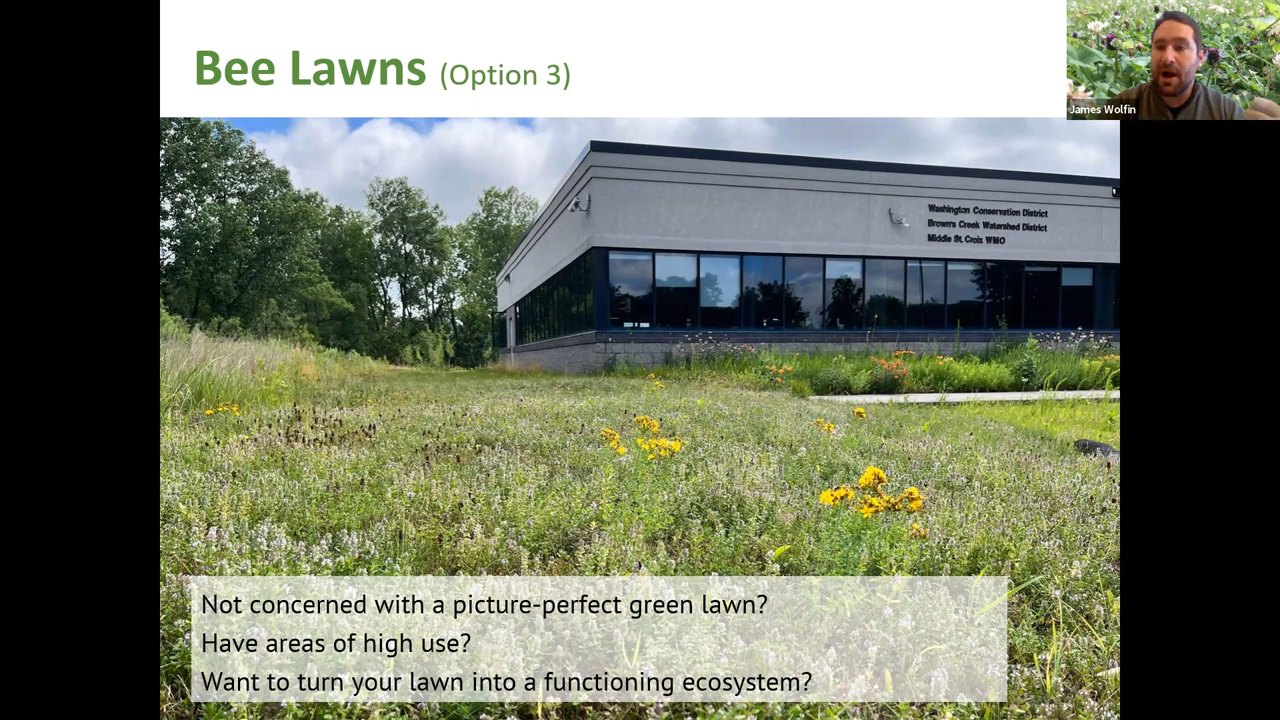 Bee Lawns (Option 3)
James Wolfin
Washington Conservation District
Brown's Creek Watershed District
Middle St. Croix WMO
Not concerned with a picture-perfect green lawn?
Have areas of high use?
Want to turn your lawn into a functioning ecosystem?